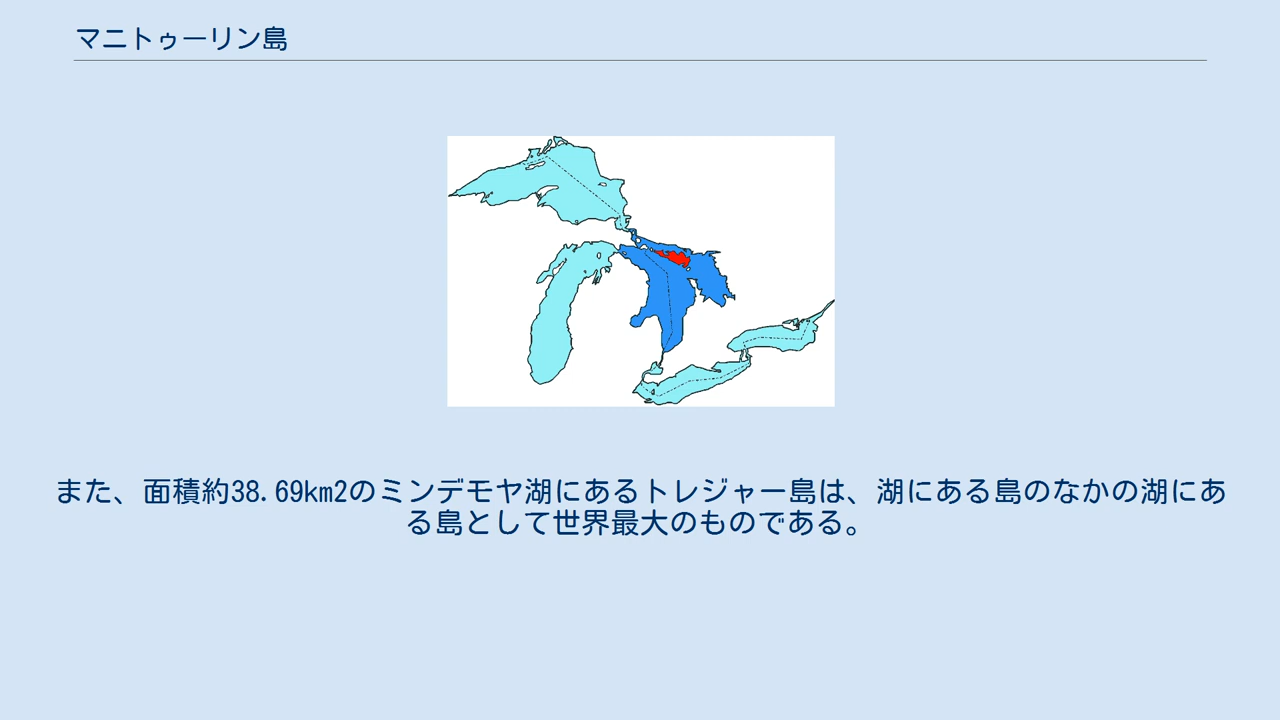 マニトゥーリン島
また、面積約38.69km2のミンデモヤ湖にあるトレジャー島は、湖にある島のなかの湖にあ
る島として世界最大のものである。